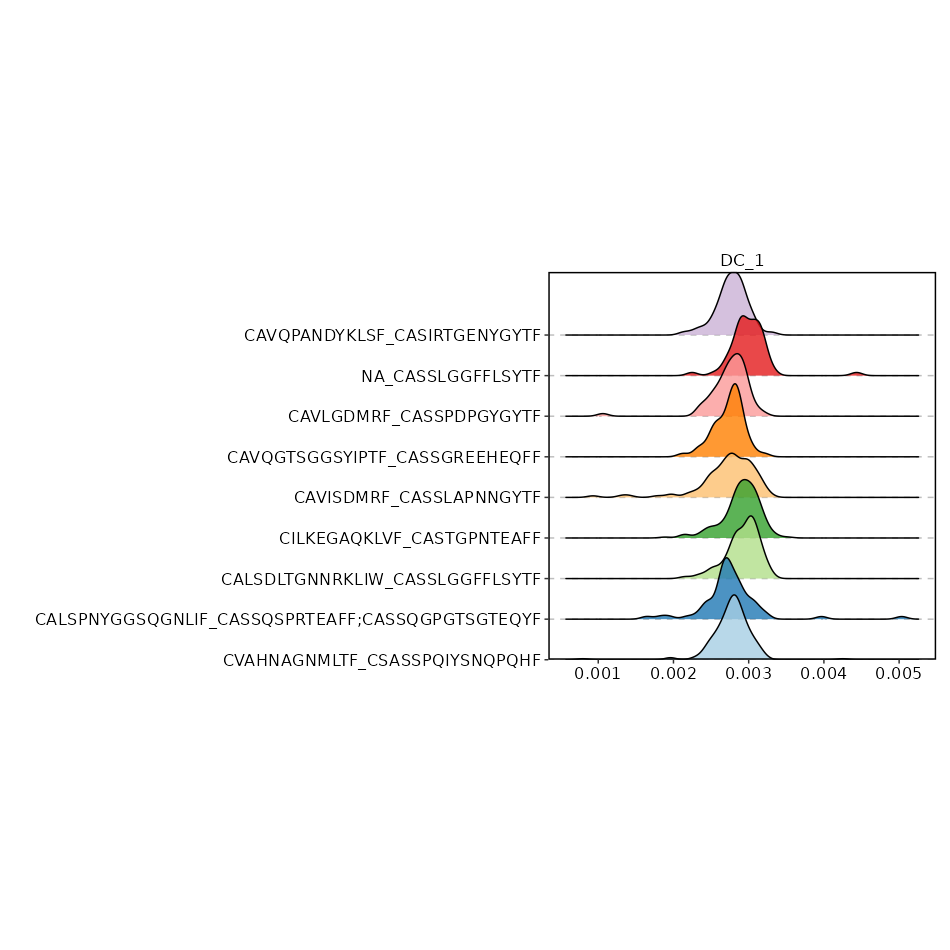 DC_1
CAVQPANDYKLSF_CASIRTGENYGYTF
NA_CASSLGGFFLSYTF
CAVLGDMRF_CASSPDPGYGYTF
CAVQGTSGGSYIPTF_CASSGREEHEQFF
CAVISDMRF_CASSLAPNNGYTF
CILKEGAQKLVF_CASTGPNTEAFF
CALSDLTGNNRKLIW_CASSLGGFFLSYTF
CALSPNYGGSQGNLIF_CASSQSPRTEAFF;CASSQGPGTSGTEQYF
CVAHNAGNMLTF_CSASSPQIYSNQPQHF
0.001 0.002 0.003 0.004 0.005